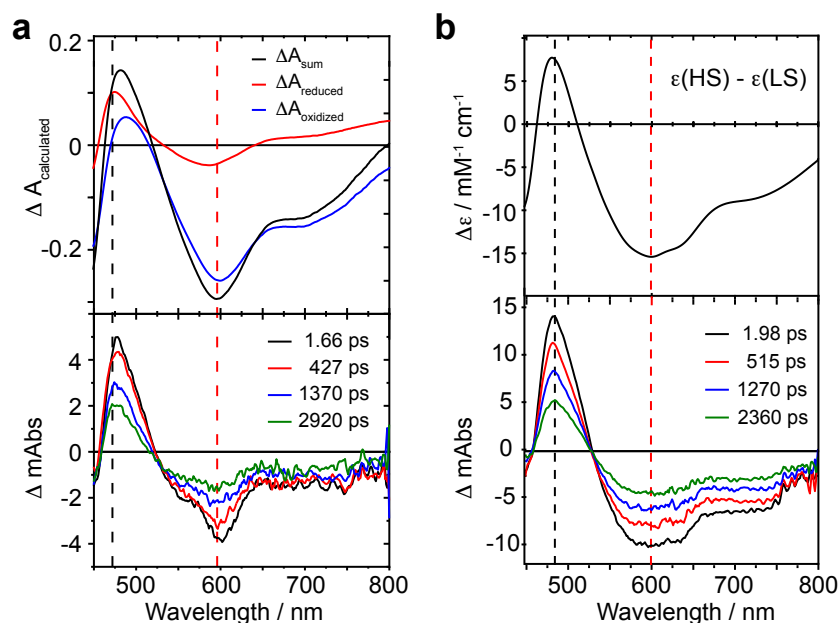 a
0.2
0
-0.2
Δ A_calculated
ΔA_sum
ΔA_reduced
ΔA_oxidized
4
2
0
-2
-4
Δ mAbs
1.66 ps
427 ps
1370 ps
2920 ps
500
600
700
800
Wavelength / nm
b
5
0
-5
-10
-15
Δε / mM⁻¹ cm⁻¹
ε(HS) - ε(LS)
15
10
5
0
-5
-10
Δ mAbs
1.98 ps
515 ps
1270 ps
2360 ps
500
600
700
800
Wavelength / nm